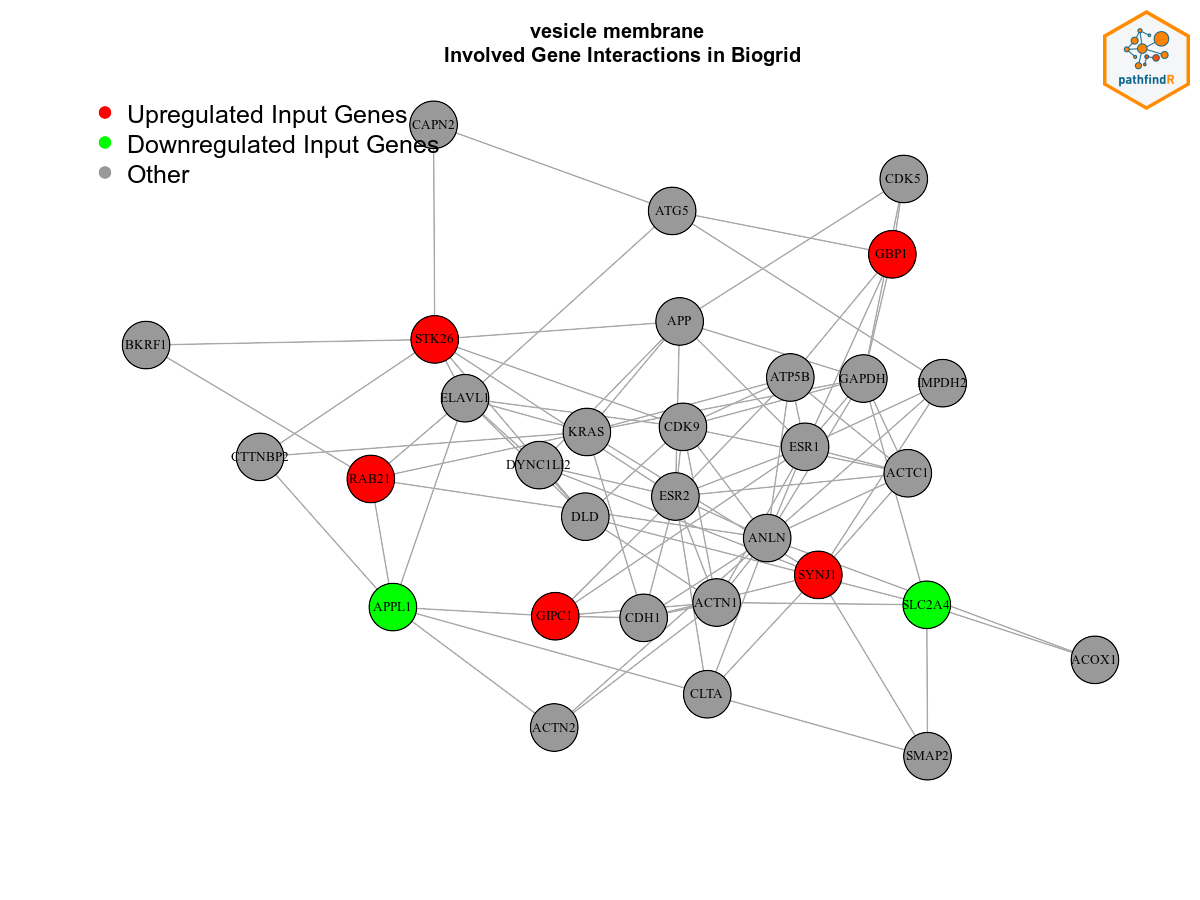 vesicle membrane
Involved Gene Interactions in Biogrid
pathfindR
Upregulated Input Genes
Downregulated Input Genes
Other
CAPN2
CDK5
ATG5
GBP1
APP
STK26
BKRF1
ATP5B
GAPDH
IMPDH2
ELAVL1
KRAS
CDK9
ESR1
CTTNBP2
DYNC1LI2
RAB21
ACTC1
ESR2
DLD
ANLN
SYNJ1
APPL1
GIPC1
CDH1
ACTN1
SLC2A4
ACOX1
CLTA
ACTN2
SMAP2